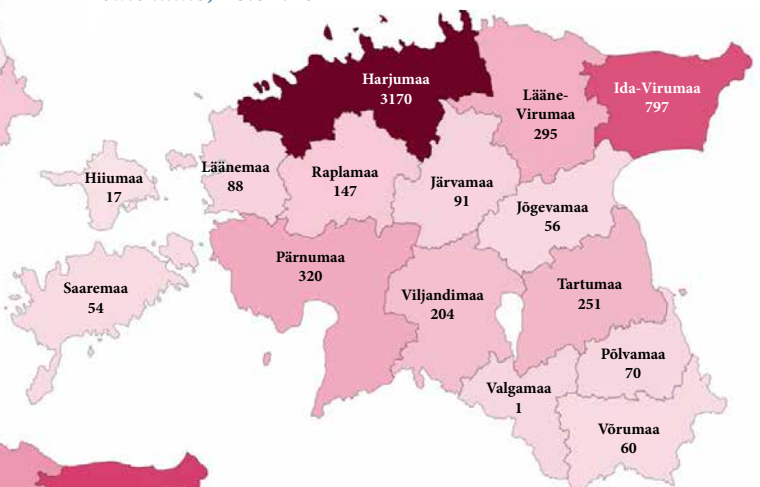 Harjumaa
3170
Lääne-
Virumaa
295
Ida-Virumaa
797
Hiiumaa
17
Läänemaa
88
Raplamaa
147
Järvamaa
91
Jõgevamaa
56
Saaremaa
54
Pärnumaa
320
Viljandimaa
204
Tartumaa
251
Põlvamaa
70
Valgamaa
1
Võrumaa
60